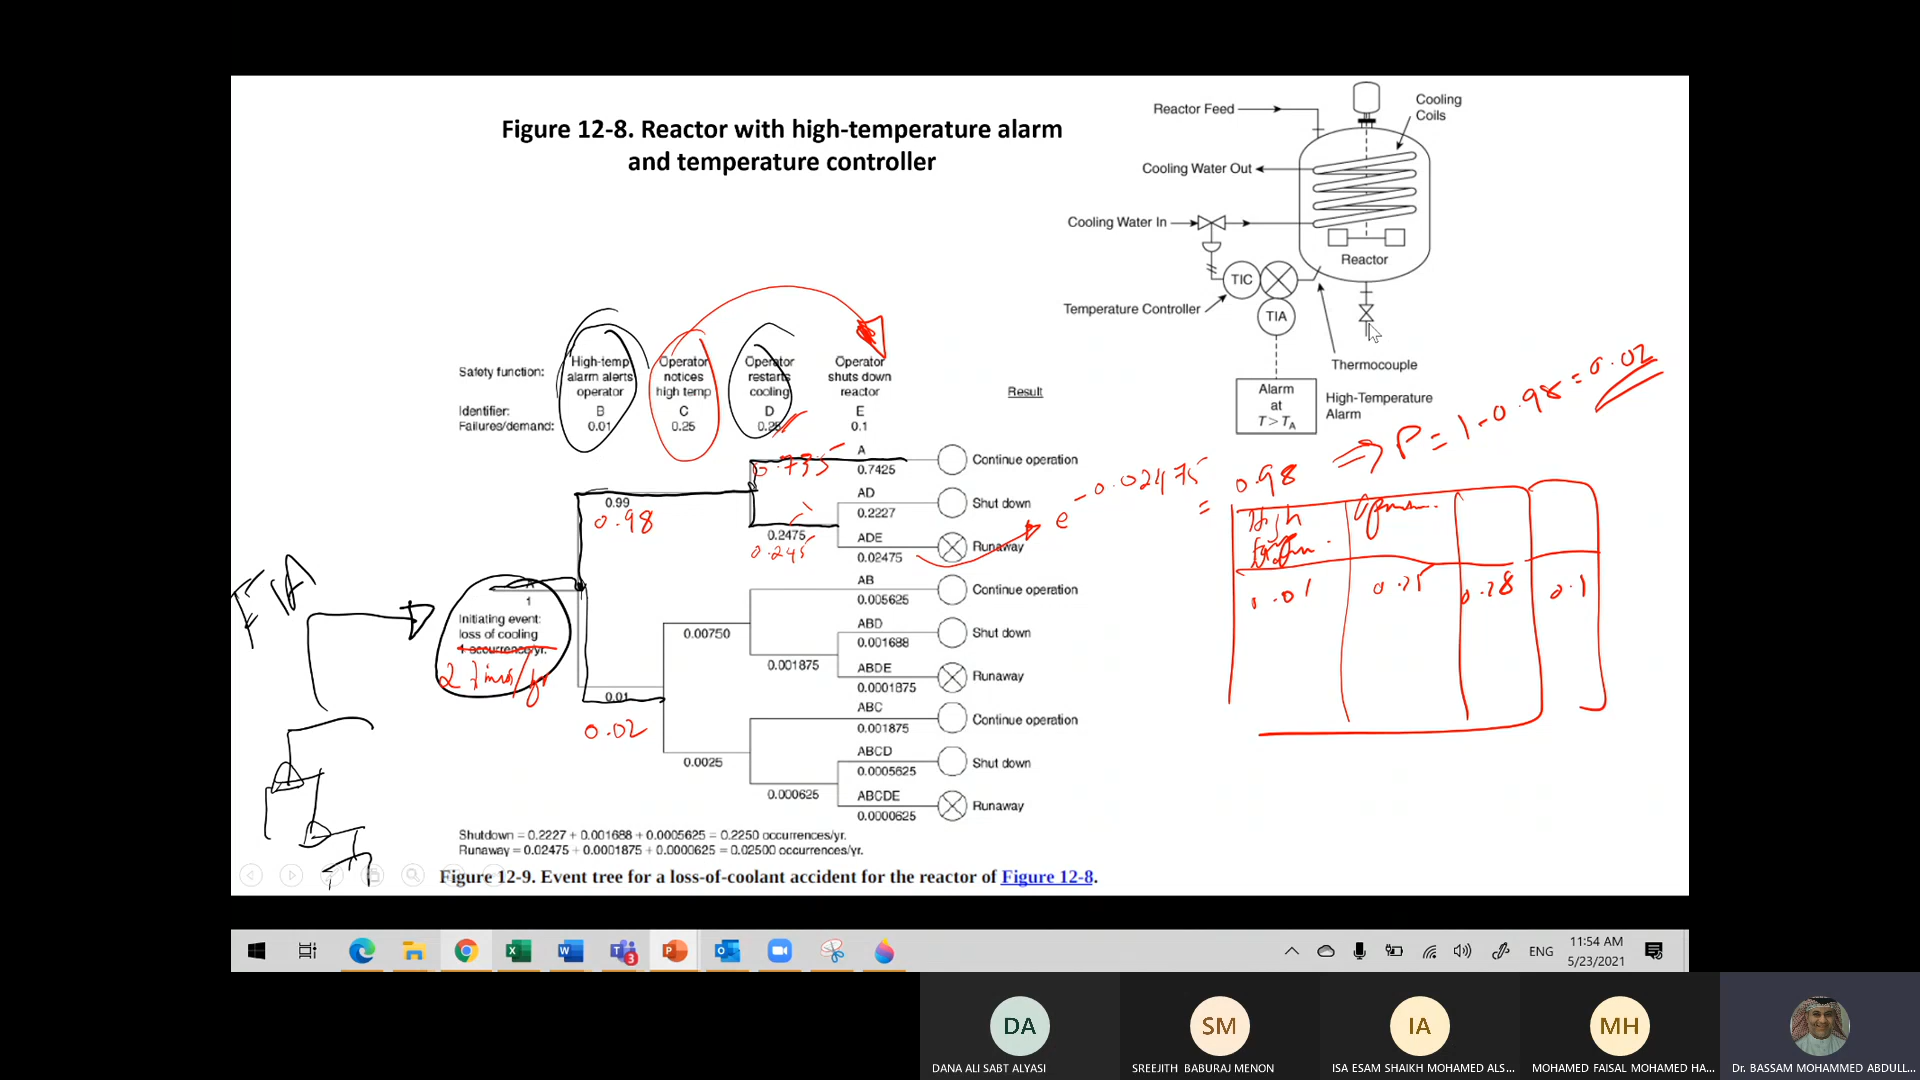 Figure 12-8. Reactor with high-temperature alarm
and temperature controller
Reactor Feed
Cooling
Coils
Cooling Water Out
Cooling Water In
Reactor
TIC
Temperature Controller
TIA
Thermocouple
Alarm
at
T > TA
High-Temperature
Alarm
Safety function:
High-temp
alarm alerts
operator
Operator
notices
high temp
Operator
restarts
cooling
Operator
shuts down
reactor
Result
Identifier:
B
C
D
E
Failures/demand:
0.01
0.25
0.25
0.1
A
0.7425
Continue operation
0.735
0.99
0.98
AD
0.2227
Shut down
0.2475
0.245
ADE
0.02475
Runaway
e -0.02475 = 0.98 ⇒ P = 1 - 0.98 = 0.02
High
0.01
0.25
0.1
FTA
1
Initiating event:
loss of cooling
1 occurrence/yr.
2 times/yr
AB
0.005625
Continue operation
0.00750
ABD
0.001688
Shut down
0.001875
ABDE
0.0001875
Runaway
0.01
0.02
ABC
0.001875
Continue operation
0.0025
ABCD
0.0005625
Shut down
0.000625
ABCDE
0.0000625
Runaway
Shutdown = 0.2227 + 0.001688 + 0.0005625 = 0.2250 occurrences/yr.
Runaway = 0.02475 + 0.0001875 + 0.0000625 = 0.02500 occurrences/yr.
Figure 12-9. Event tree for a loss-of-coolant accident for the reactor of Figure 12-8.
3
ENG
11:54 AM
5/23/2021
DA
SM
IA
MH
DANA ALI SABT ALYASI
SREEJITH BABURAJ MENON
ISA ESAM SHAIKH MOHAMED ALS...
MOHAMED FAISAL MOHAMED HA...
Dr. BASSAM MOHAMMED ABDULL...